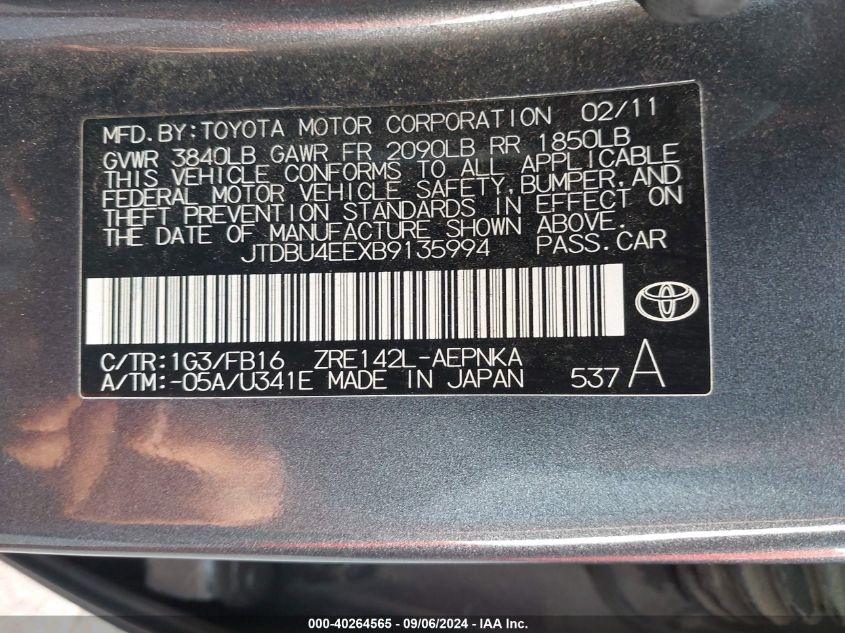 MFD. BY: TOYOTA MOTOR CORPORATION 02/11
GVWR 3840LB GAWR FR 2090LB RR 1850LB
THIS VEHICLE CONFORMS TO ALL APPLICABLE
FEDERAL MOTOR VEHICLE SAFETY, BUMPER, AND
THEFT PREVENTION STANDARDS IN EFFECT ON
THE DATE OF MANUFACTURE SHOWN ABOVE.
JTDBU4EEXB9135994 PASS. CAR
C/TR: 1G3/FB16 ZRE142L-AEPNKA
A/TM: -05A/U341E MADE IN JAPAN 537 A
000-40264565 - 09/06/2024 - © IAA, Inc.